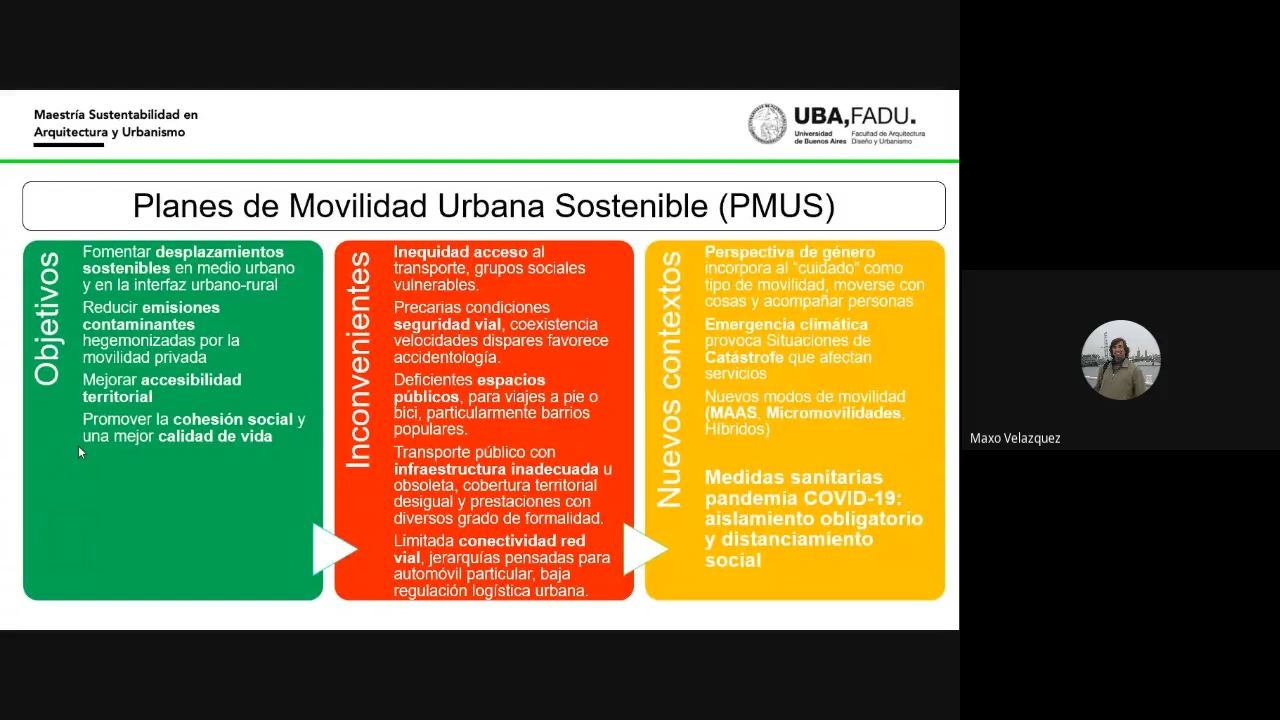 Maestría Sustentabilidad en
Arquitectura y Urbanismo
UBA,FADU.
Universidad
de Buenos Aires
Facultad de Arquitectura
Diseño y Urbanismo
Planes de Movilidad Urbana Sostenible (PMUS)
Objetivos
Fomentar desplazamientos
sostenibles en medio urbano
y en la interfaz urbano-rural
Reducir emisiones
contaminantes
hegemonizadas por la
movilidad privada
Mejorar accesibilidad
territorial
Promover la cohesión social y
una mejor calidad de vida
Inconvenientes
Inequidad acceso al
transporte, grupos sociales
vulnerables.
Precarias condiciones
seguridad vial, coexistencia
velocidades dispares favorece
accidentología.
Deficientes espacios
públicos, para viajes a pie o
bici, particularmente barrios
populares.
Transporte público con
infraestructura inadecuada u
obsoleta, cobertura territorial
desigual y prestaciones con
diversos grado de formalidad.
Limitada conectividad red
vial, jerarquías pensadas para
automóvil particular, baja
regulación logística urbana.
Nuevos contextos
Perspectiva de género
incorpora al “cuidado” como
tipo de movilidad, moverse con
cosas y acompañar personas
Emergencia climática
provoca Situaciones de
Catástrofe que afectan
servicios
Nuevos modos de movilidad
(MAAS, Micromovilidades,
Híbridos)
Medidas sanitarias
pandemia COVID-19:
aislamiento obligatorio
y distanciamiento
social
Maxo Velazquez